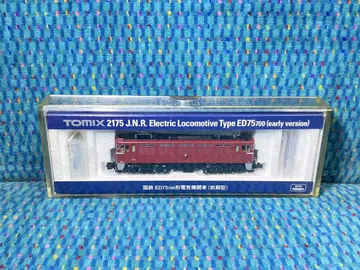 TOMIX 2175 J.N.R. Electric Locomotive Type ED75 700 (early version)
国鉄 ED75 700形電気機関車(前期型)